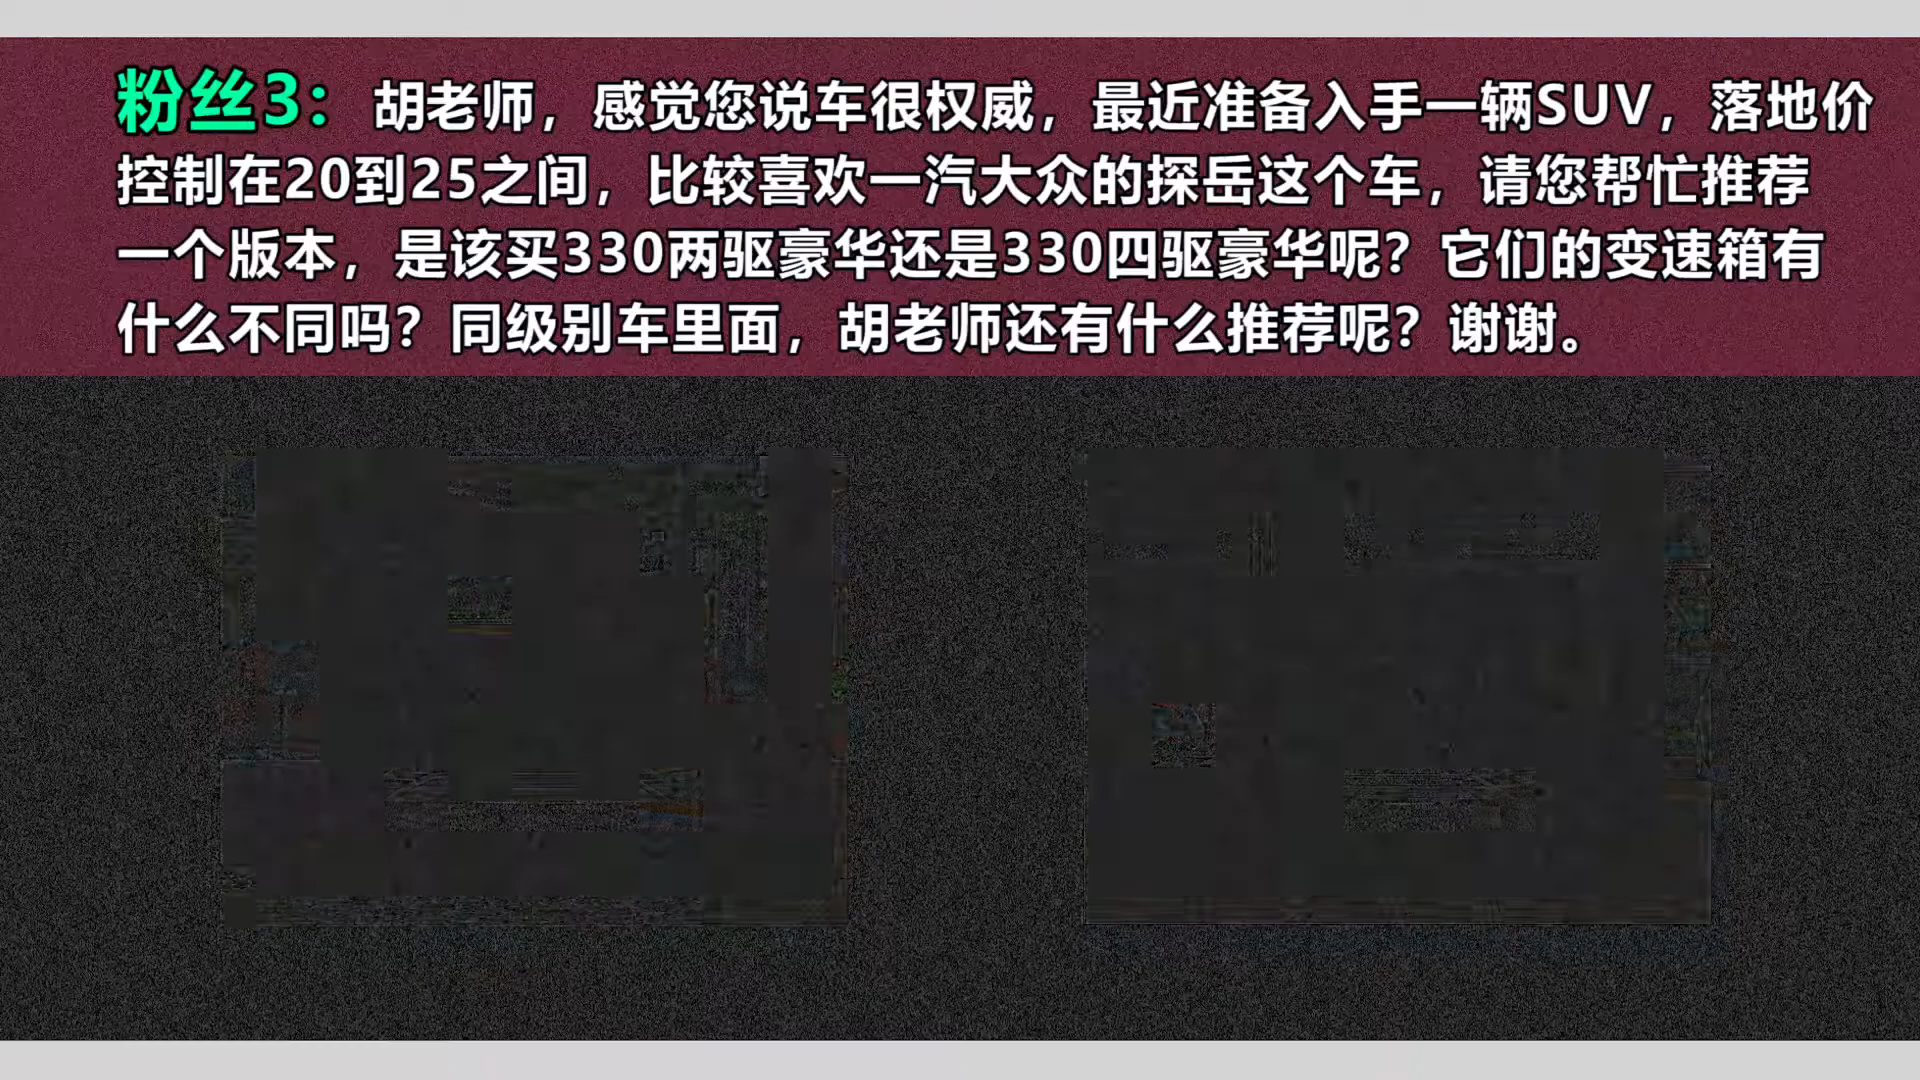 粉丝3：胡老师，感觉您说车很权威，最近准备入手一辆SUV，落地价
控制在20到25之间，比较喜欢一汽大众的探岳这个车，请您帮忙推荐
一个版本，是该买330两驱豪华还是330四驱豪华呢？它们的变速箱有
什么不同吗？同级别车里面，胡老师还有什么推荐呢？谢谢。